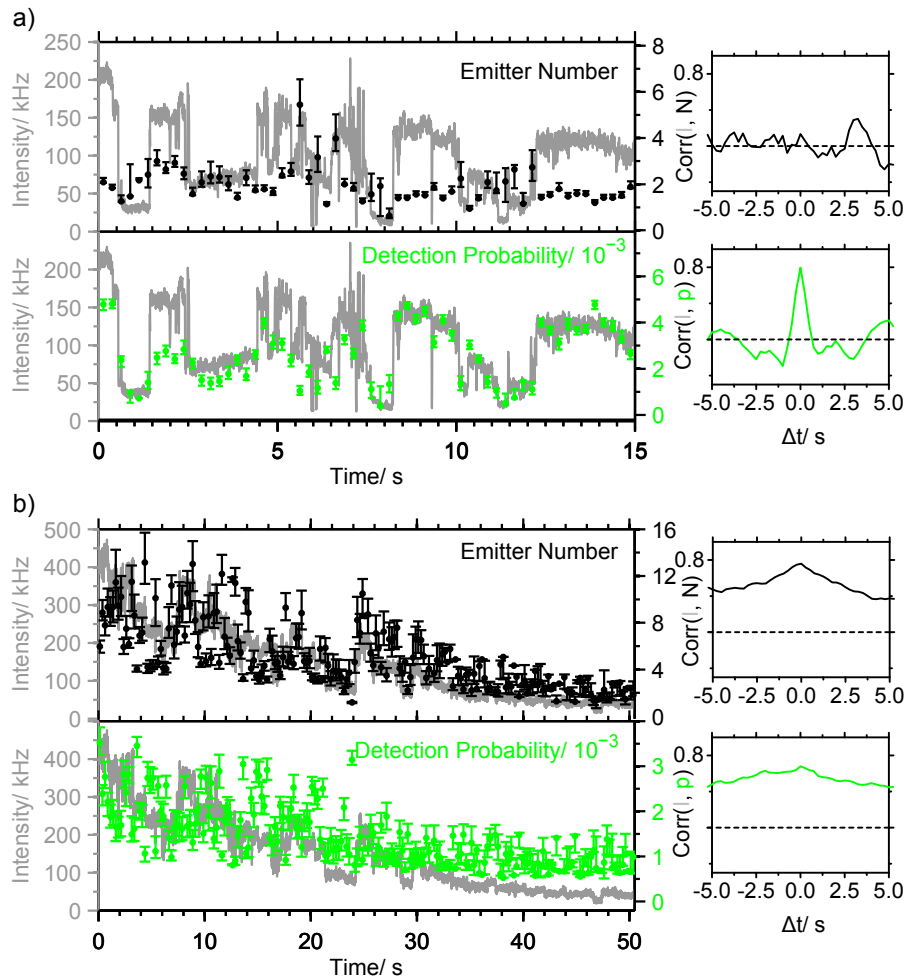 a)
250
200
150
100
50
0
Intensity/ kHz
Emitter Number
8
6
4
2
0
0.8
Corr(I, N)
-5.0 -2.5 0.0 2.5 5.0
200
150
100
50
0
Intensity/ kHz
Detection Probability/ 10⁻³
6
4
2
0
0.8
Corr(I, p)
-5.0 -2.5 0.0 2.5 5.0
Δt/ s
0 5 10 15
Time/ s
b)
500
400
300
200
100
0
Intensity/ kHz
Emitter Number
16
12
8
4
0
0.8
Corr(I, N)
-5.0 -2.5 0.0 2.5 5.0
400
300
200
100
0
Intensity/ kHz
Detection Probability/ 10⁻³
3
2
1
0
0.8
Corr(I, p)
-5.0 -2.5 0.0 2.5 5.0
Δt/ s
0 10 20 30 40 50
Time/ s